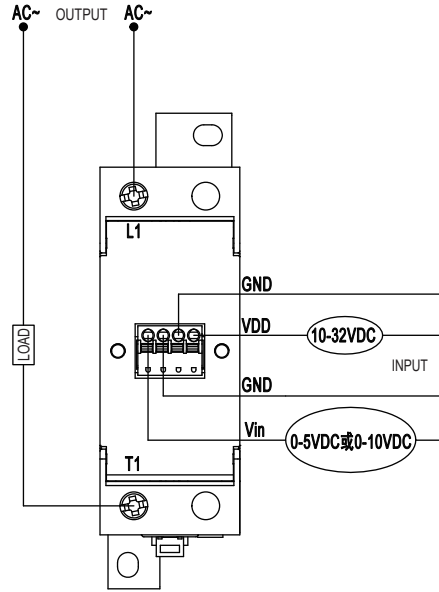 AC~ OUTPUT AC~
L1
GND
VDD 10-32VDC
LOAD
INPUT
GND
Vin 0-5VDC或0-10VDC
T1